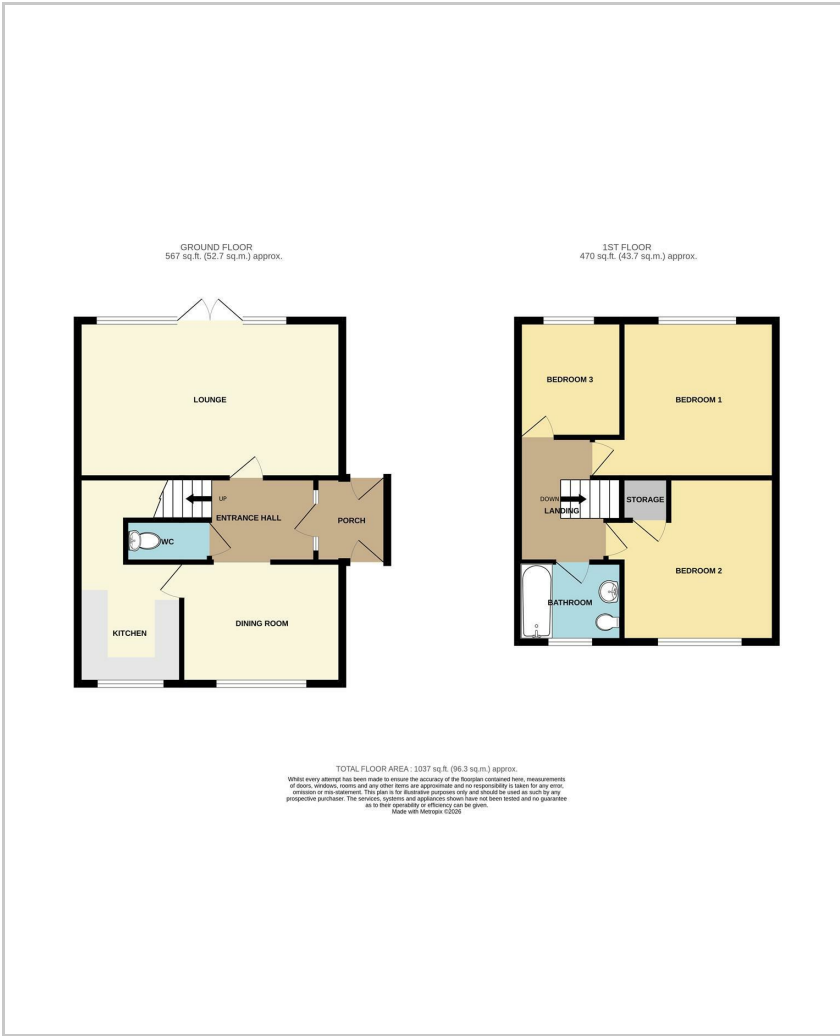 GROUND FLOOR
567 sq.ft. (52.7 sq.m.) approx.
1ST FLOOR
470 sq.ft. (43.7 sq.m.) approx.
LOUNGE
UP
ENTRANCE HALL
PORCH
WC
KITCHEN
DINING ROOM
BEDROOM 3
BEDROOM 1
DOWN
LANDING
STORAGE
BEDROOM 2
BATHROOM
TOTAL FLOOR AREA : 1037 sq.ft. (96.3 sq.m.) approx.
Whilst every attempt has been made to ensure the accuracy of the floorplan contained here, measurements
of doors, windows, rooms and any other items are approximate and no responsibility is taken for any error,
omission or mis-statement. This plan is for illustrative purposes only and should be used as such by any
prospective purchaser. The services, systems and appliances shown have not been tested and no guarantee
as to their operability or efficiency can be given.
Made with Metropix ©2026